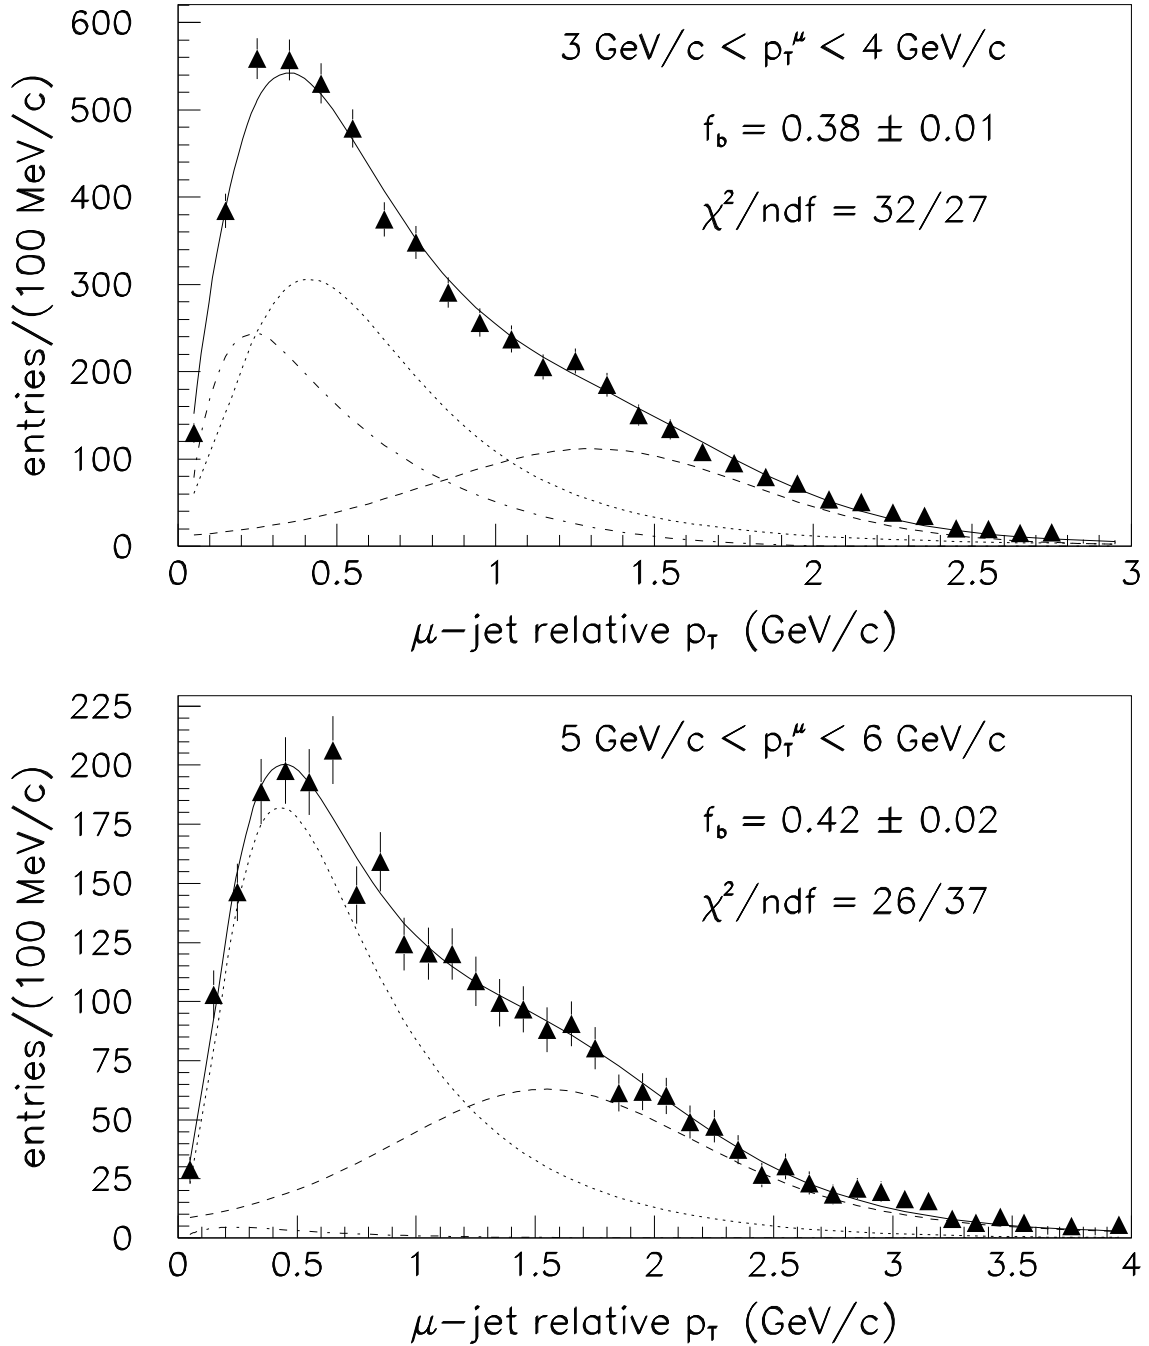 600
500
400
300
200
100
0
entries/(100 MeV/c)
3 GeV/c < p_T^μ < 4 GeV/c
f_b = 0.38 ± 0.01
χ²/ndf = 32/27
0 0.5 1 1.5 2 2.5 3
μ-jet relative p_T (GeV/c)
225
200
175
150
125
100
75
50
25
0
entries/(100 MeV/c)
5 GeV/c < p_T^μ < 6 GeV/c
f_b = 0.42 ± 0.02
χ²/ndf = 26/37
0 0.5 1 1.5 2 2.5 3 3.5 4
μ-jet relative p_T (GeV/c)